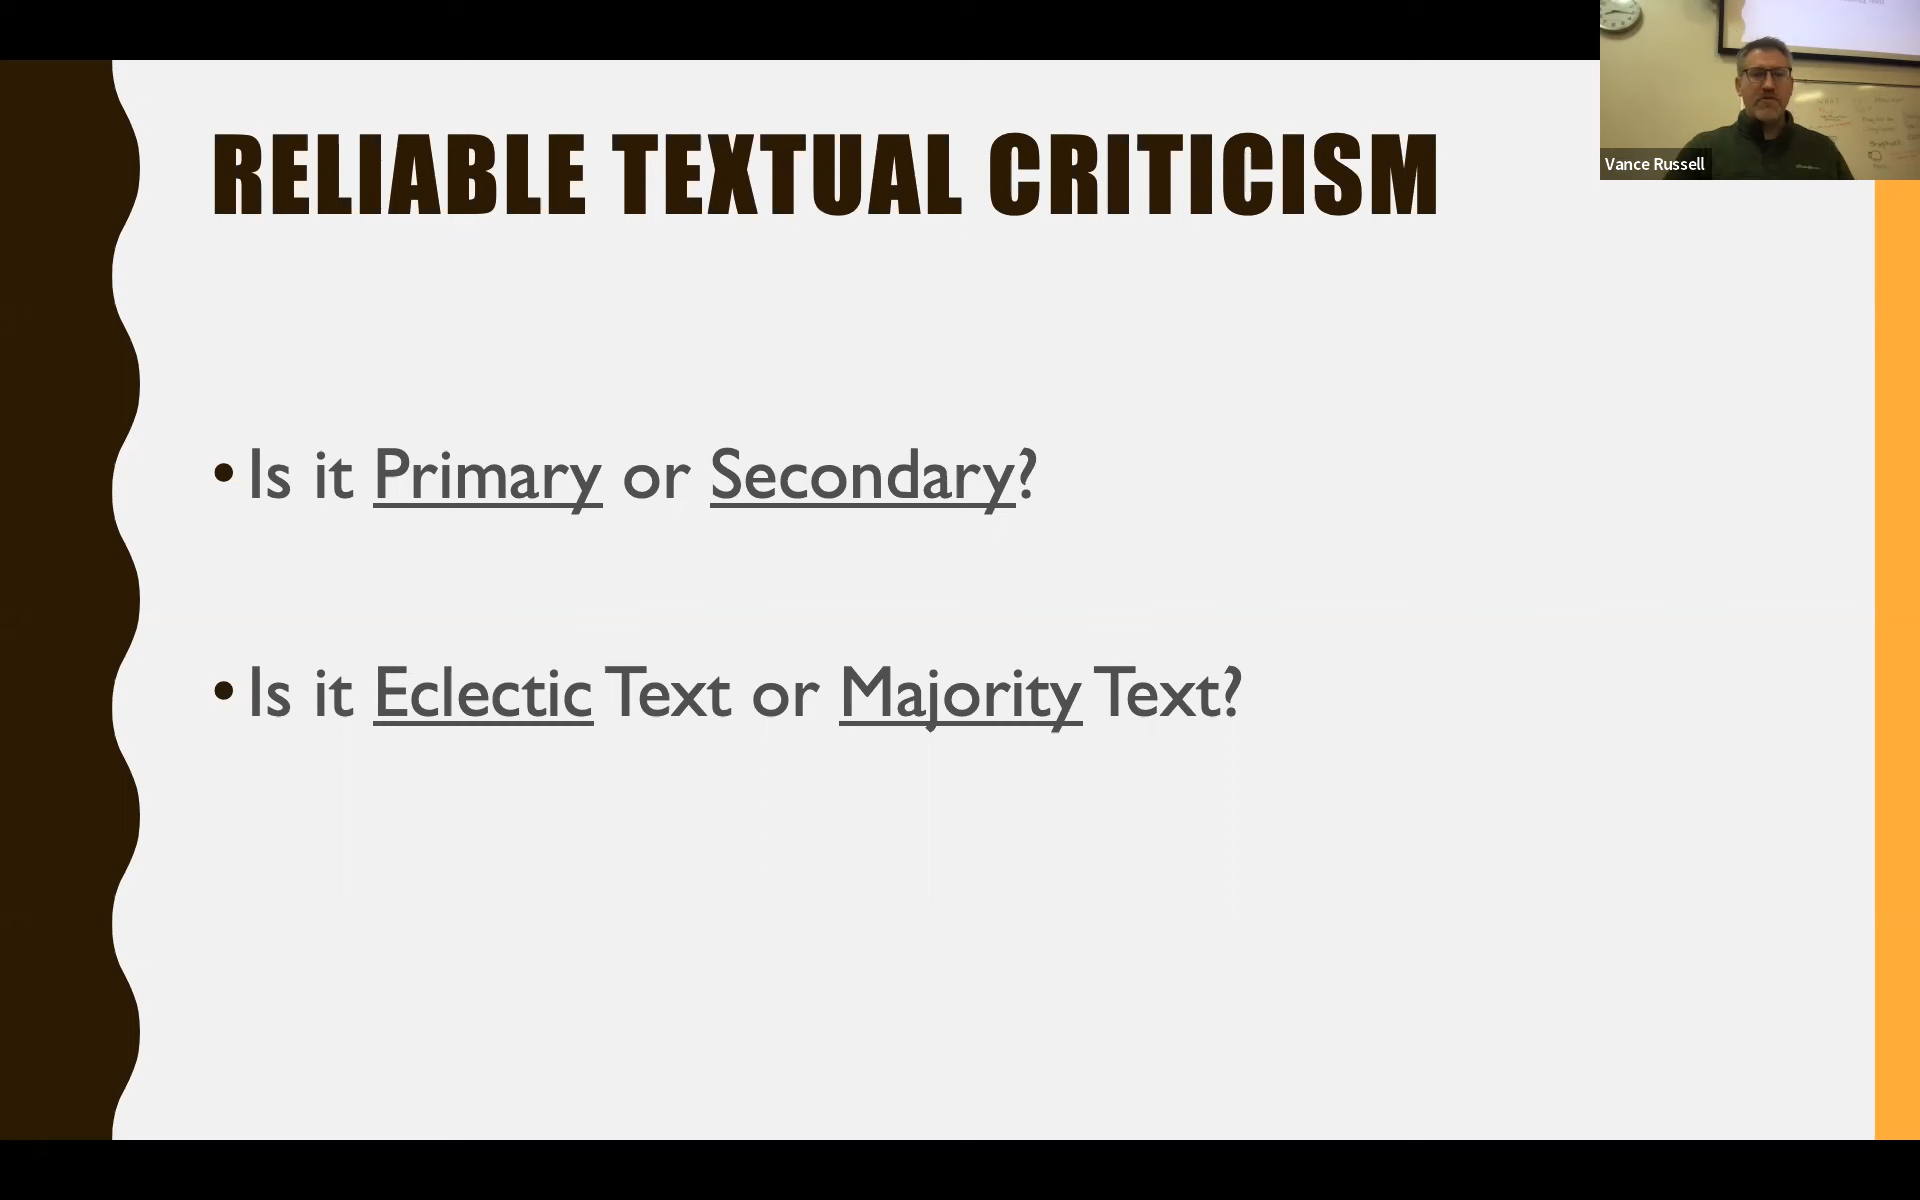 RELIABLE TEXTUAL CRITICISM
Vance Russell
• Is it Primary or Secondary?
• Is it Eclectic Text or Majority Text?